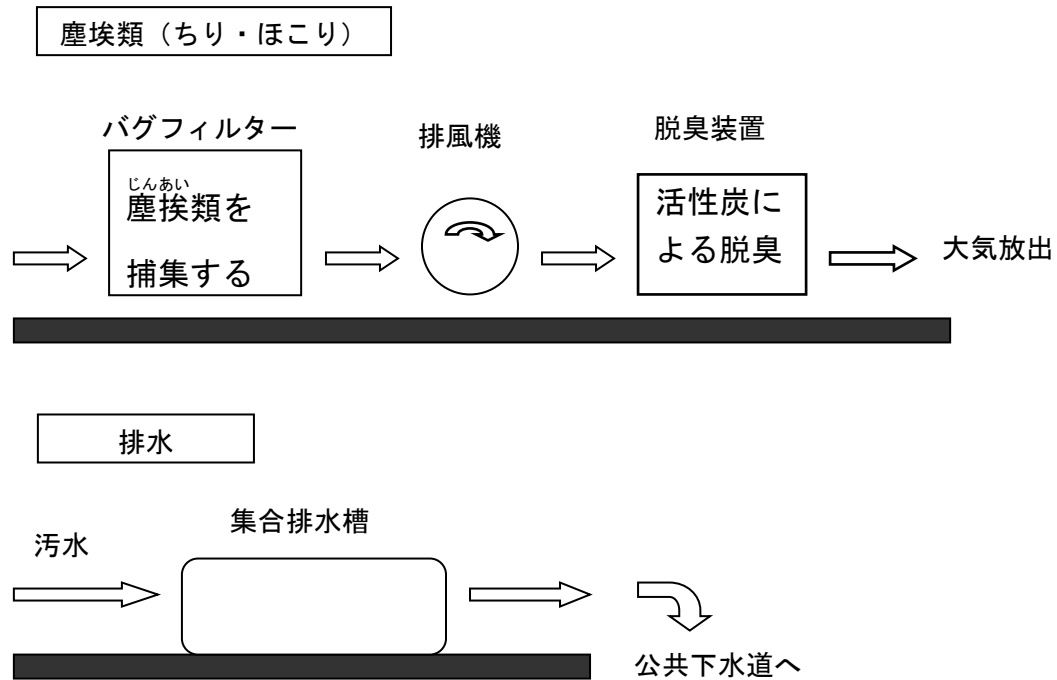 塵埃類（ちり・ほこり）
バグフィルター
排風機
脱臭装置
じんあい
塵挨類を
捕集する
活性炭に
よる脱臭
大気放出
排水
汚水
集合排水槽
公共下水道へ